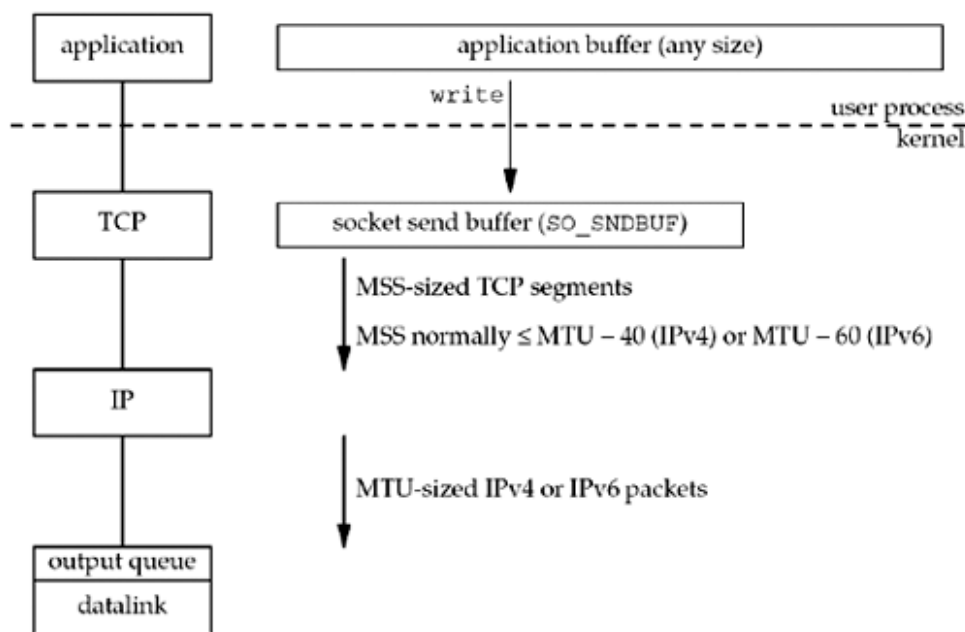 application
application buffer (any size)
write
user process
kernel
TCP
socket send buffer (SO_SNDBUF)
MSS-sized TCP segments
MSS normally ≤ MTU – 40 (IPv4) or MTU – 60 (IPv6)
IP
MTU-sized IPv4 or IPv6 packets
output queue
datalink